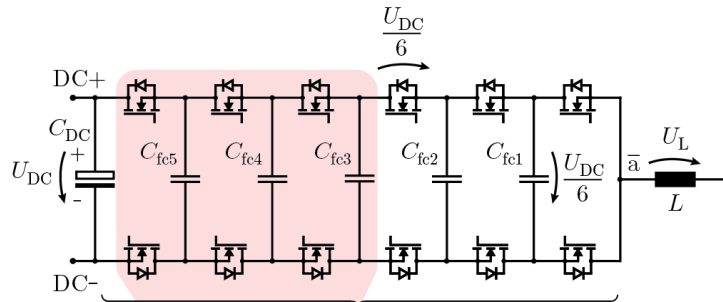 U_DC/6
DC+
C_DC
+
U_DC
-
C_fc5
C_fc4
C_fc3
C_fc2
C_fc1
U_DC/6
a̅
U_L
L
DC-